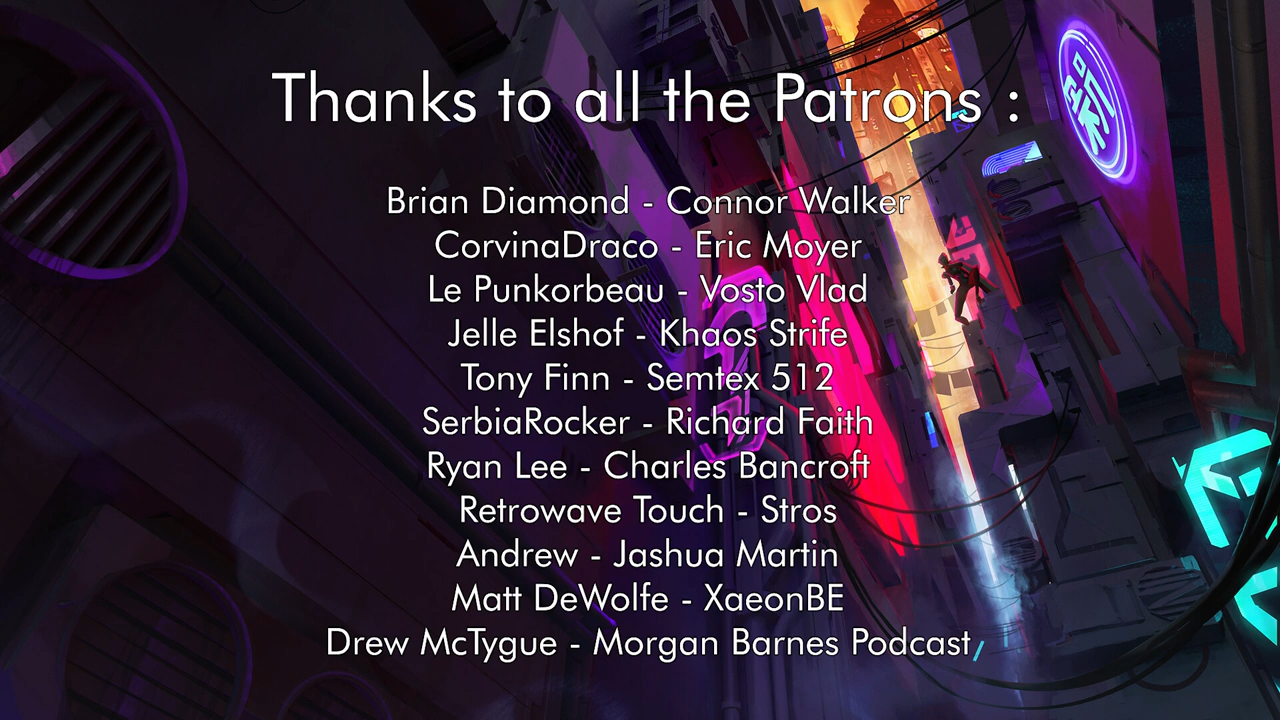 Thanks to all the Patrons :
Brian Diamond - Connor Walker
CorvinaDraco - Eric Moyer
Le Punkorbeau - Vosto Vlad
Jelle Elshof - Khaos Strife
Tony Finn - Semtex 512
SerbiaRocker - Richard Faith
Ryan Lee - Charles Bancroft
Retrowave Touch - Stros
Andrew - Jashua Martin
Matt DeWolfe - XaeonBE
Drew McTygue - Morgan Barnes Podcast